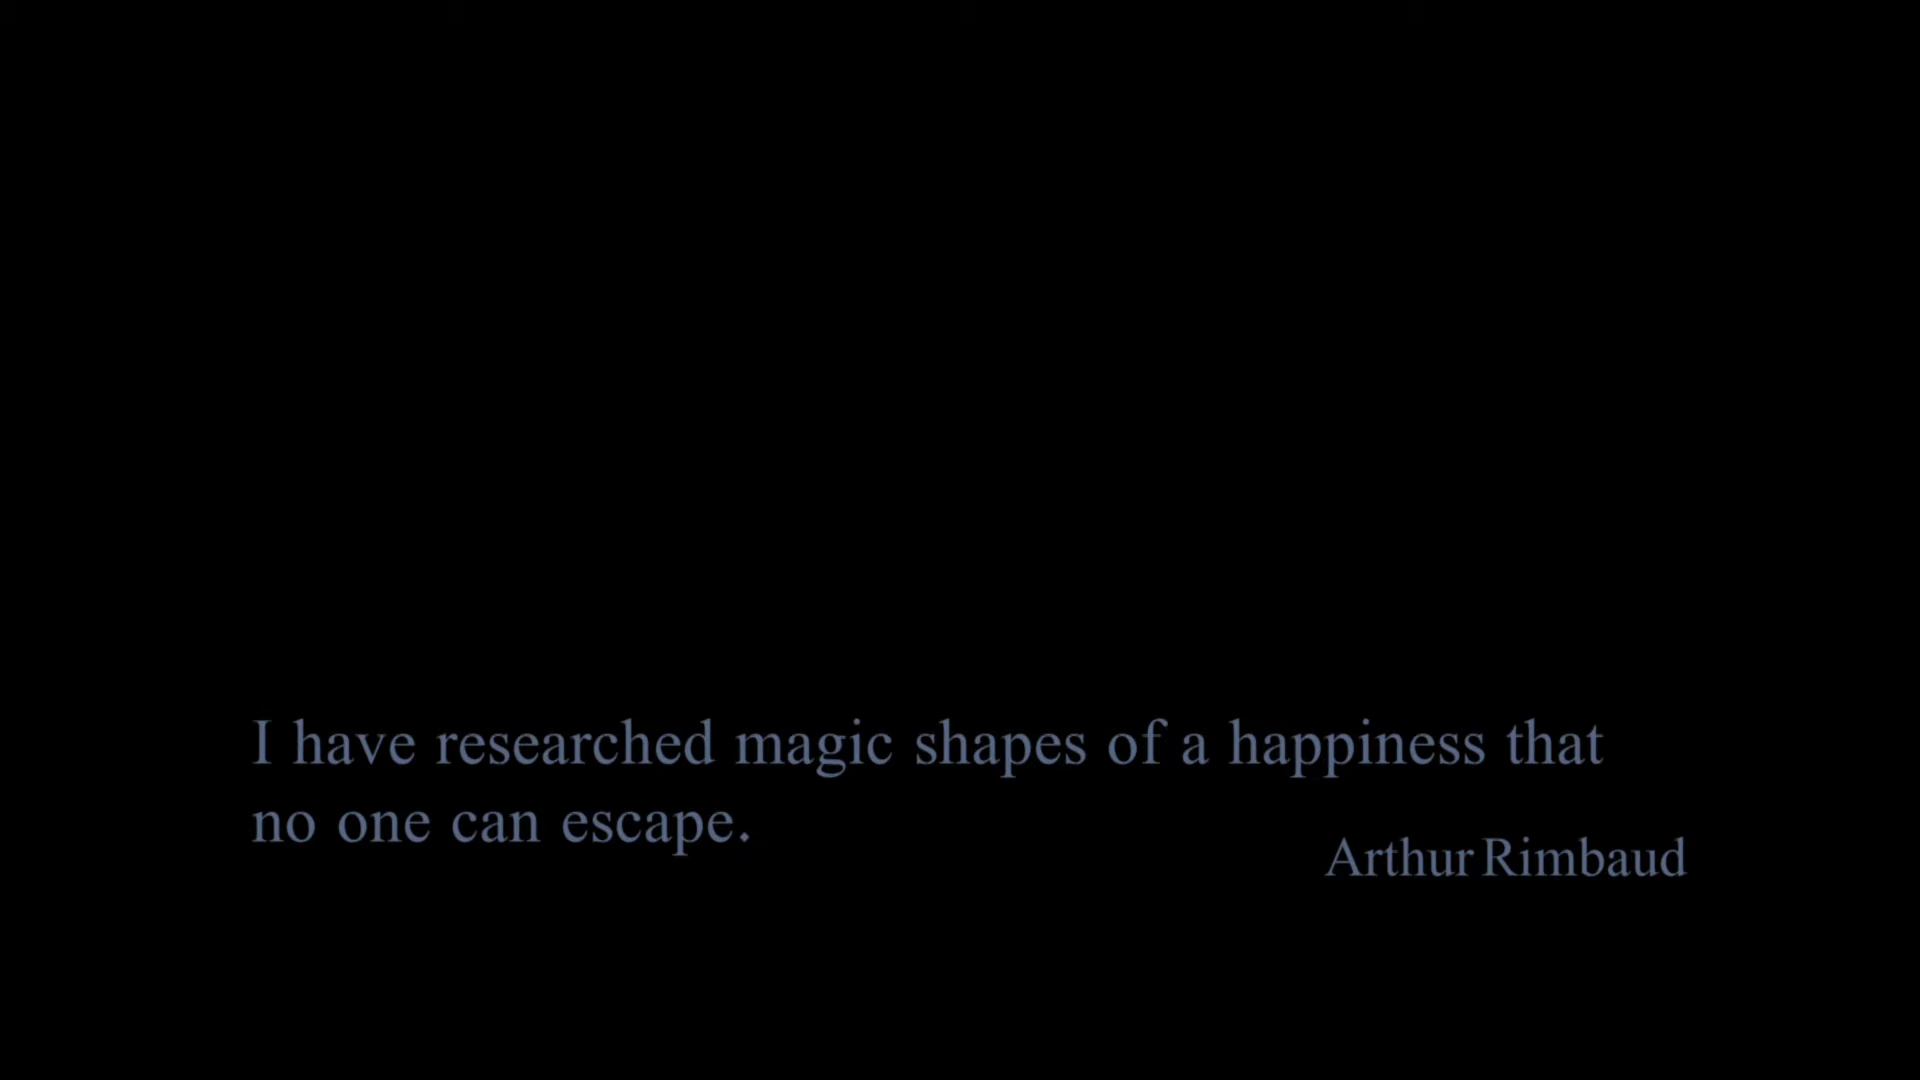 I have researched magic shapes of a happiness that
no one can escape.
Arthur Rimbaud